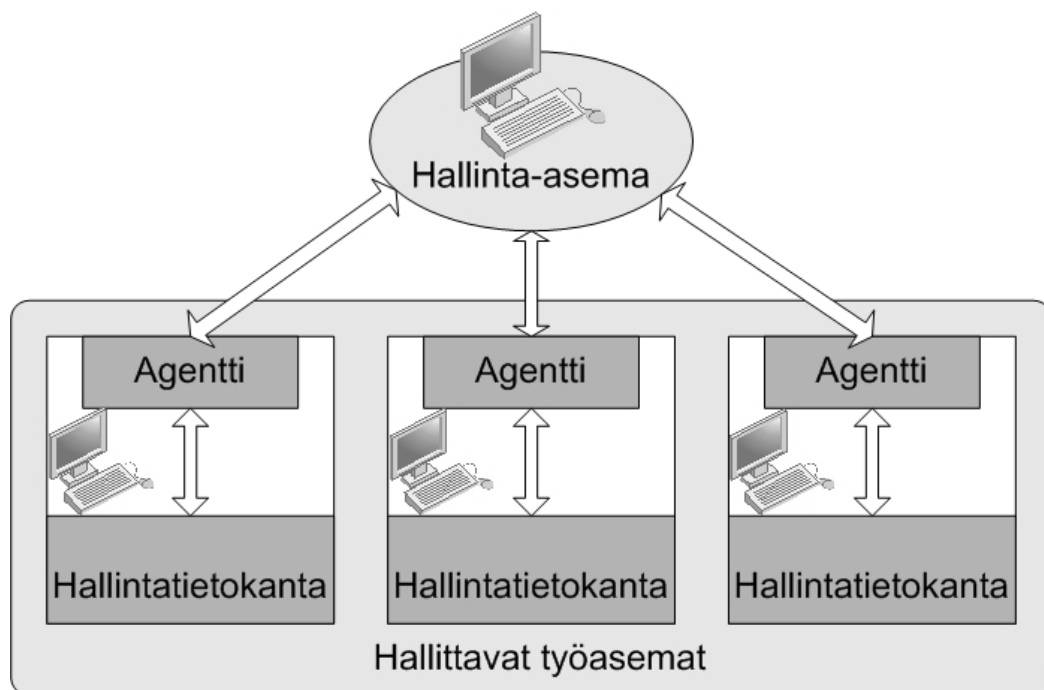 Hallinta-asema
Agentti
Agentti
Agentti
Hallintatietokanta
Hallintatietokanta
Hallintatietokanta
Hallittavat työasemat